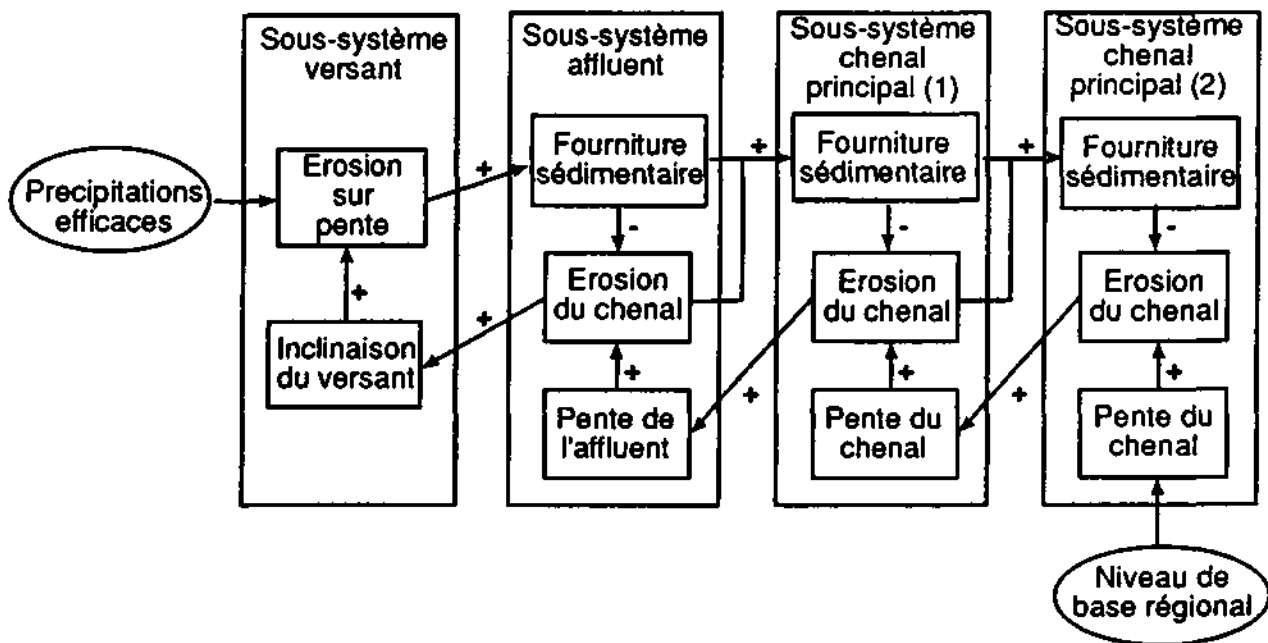 Sous-système
versant
Precipitations
efficaces
Erosion
sur
pente
+
Inclinaison
du versant
+
+
Sous-système
affluent
Fourniture
sédimentaire
-
Erosion
du chenal
+
Pente de
l'affluent
+
+
Sous-système
chenal
principal (1)
Fourniture
sédimentaire
-
Erosion
du chenal
+
Pente du
chenal
+
+
Sous-système
chenal
principal (2)
Fourniture
sédimentaire
-
Erosion
du chenal
+
Pente du
chenal
Niveau de
base régional